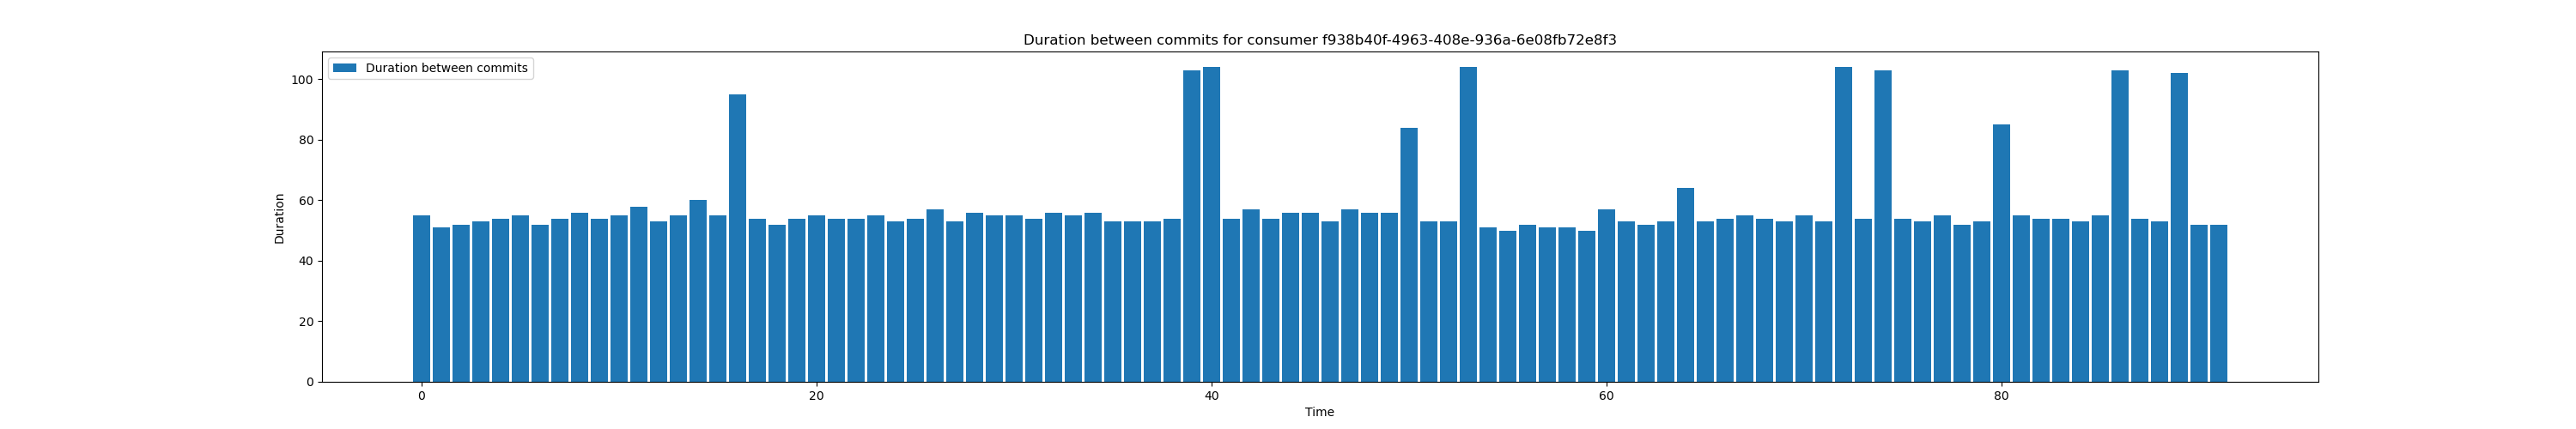 Duration between commits for consumer f938b40f-4963-408e-936a-6e08fb72e8f3
Duration between commits
100
80
60
40
20
0
Duration
0 20 40 60 80
Time